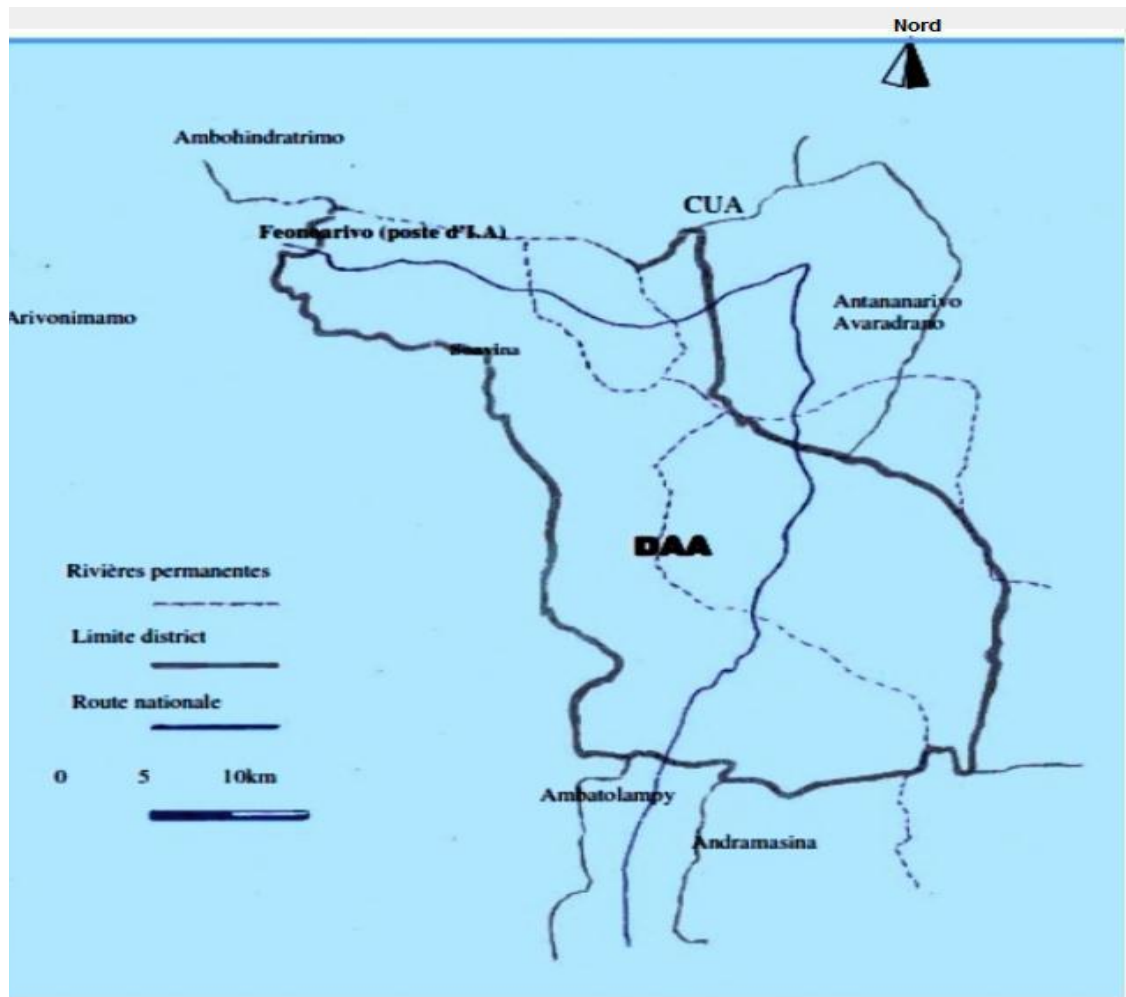 Nord
Ambohindratrimo
CUA
(poste d'I.A)
Antananarivo
Avaradrano
Arivonimamo
Soavina
DAA
Rivières permanentes
Limite district
Route nationale
0 5 10km
Ambatolampy
Andramasina